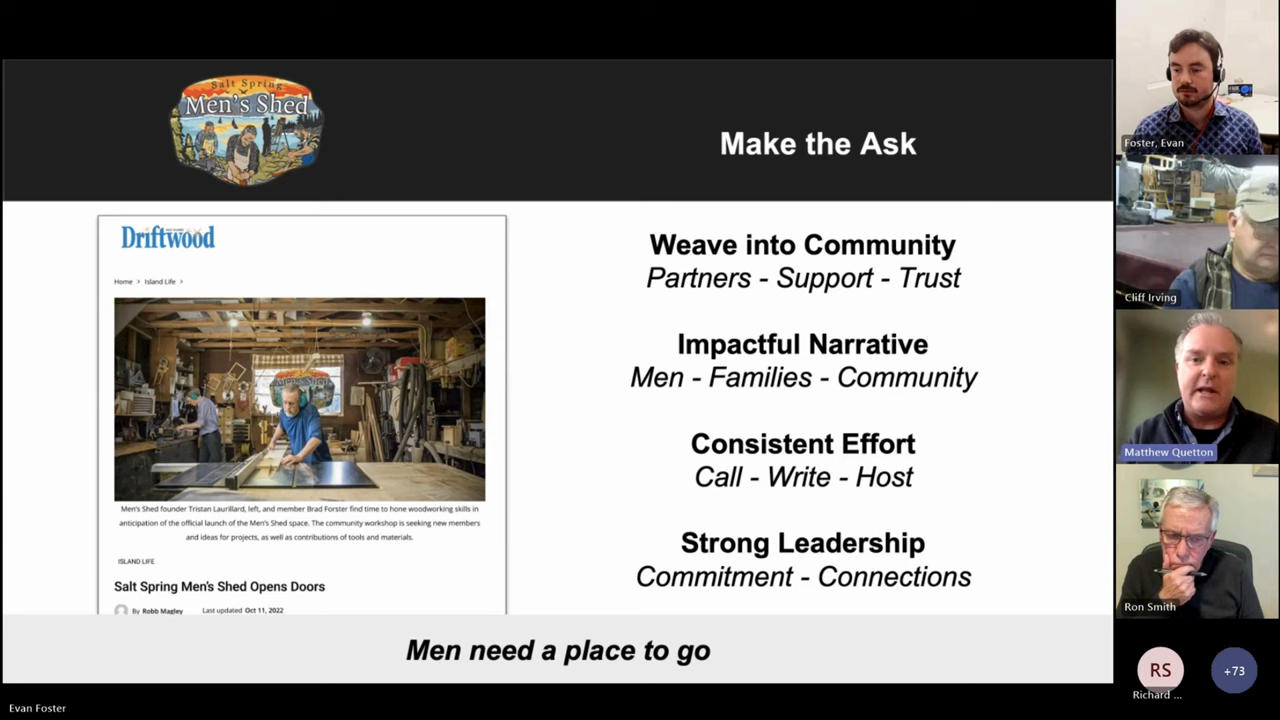 Salt Spring
Men's Shed
Make the Ask
Driftwood
Home > Island Life >
Men's Shed
Men's Shed founder Tristan Laurillard, left, and member Brad Forster find time to hone woodworking skills in
anticipation of the official launch of the Men's Shed space. The community workshop is seeking new members
and ideas for projects, as well as contributions of tools and materials.
ISLAND LIFE
Salt Spring Men's Shed Opens Doors
By Robb Magley Last updated Oct 11, 2022
Weave into Community
Partners - Support - Trust
Impactful Narrative
Men - Families - Community
Consistent Effort
Call - Write - Host
Strong Leadership
Commitment - Connections
Men need a place to go
Evan Foster
Foster, Evan
Cliff Irving
Matthew Quetton
Ron Smith
RS
Richard ...
+73